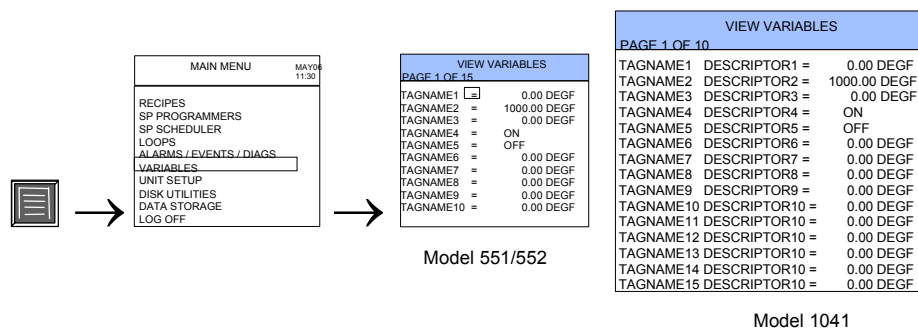 MAIN MENU MAY06
11:30
RECIPES
SP PROGRAMMERS
SP SCHEDULER
LOOPS
ALARMS / EVENTS / DIAGS
VARIABLES
UNIT SETUP
DISK UTILITIES
DATA STORAGE
LOG OFF
VIEW VARIABLES
PAGE 1 OF 15
TAGNAME1 = 0.00 DEGF
TAGNAME2 = 1000.00 DEGF
TAGNAME3 = 0.00 DEGF
TAGNAME4 = ON
TAGNAME5 = OFF
TAGNAME6 = 0.00 DEGF
TAGNAME7 = 0.00 DEGF
TAGNAME8 = 0.00 DEGF
TAGNAME9 = 0.00 DEGF
TAGNAME10 = 0.00 DEGF
Model 551/552
VIEW VARIABLES
PAGE 1 OF 10
TAGNAME1 DESCRIPTOR1 = 0.00 DEGF
TAGNAME2 DESCRIPTOR2 = 1000.00 DEGF
TAGNAME3 DESCRIPTOR3 = 0.00 DEGF
TAGNAME4 DESCRIPTOR4 = ON
TAGNAME5 DESCRIPTOR5 = OFF
TAGNAME6 DESCRIPTOR6 = 0.00 DEGF
TAGNAME7 DESCRIPTOR7 = 0.00 DEGF
TAGNAME8 DESCRIPTOR8 = 0.00 DEGF
TAGNAME9 DESCRIPTOR9 = 0.00 DEGF
TAGNAME10 DESCRIPTOR10 = 0.00 DEGF
TAGNAME11 DESCRIPTOR10 = 0.00 DEGF
TAGNAME12 DESCRIPTOR10 = 0.00 DEGF
TAGNAME13 DESCRIPTOR10 = 0.00 DEGF
TAGNAME14 DESCRIPTOR10 = 0.00 DEGF
TAGNAME15 DESCRIPTOR10 = 0.00 DEGF
Model 1041